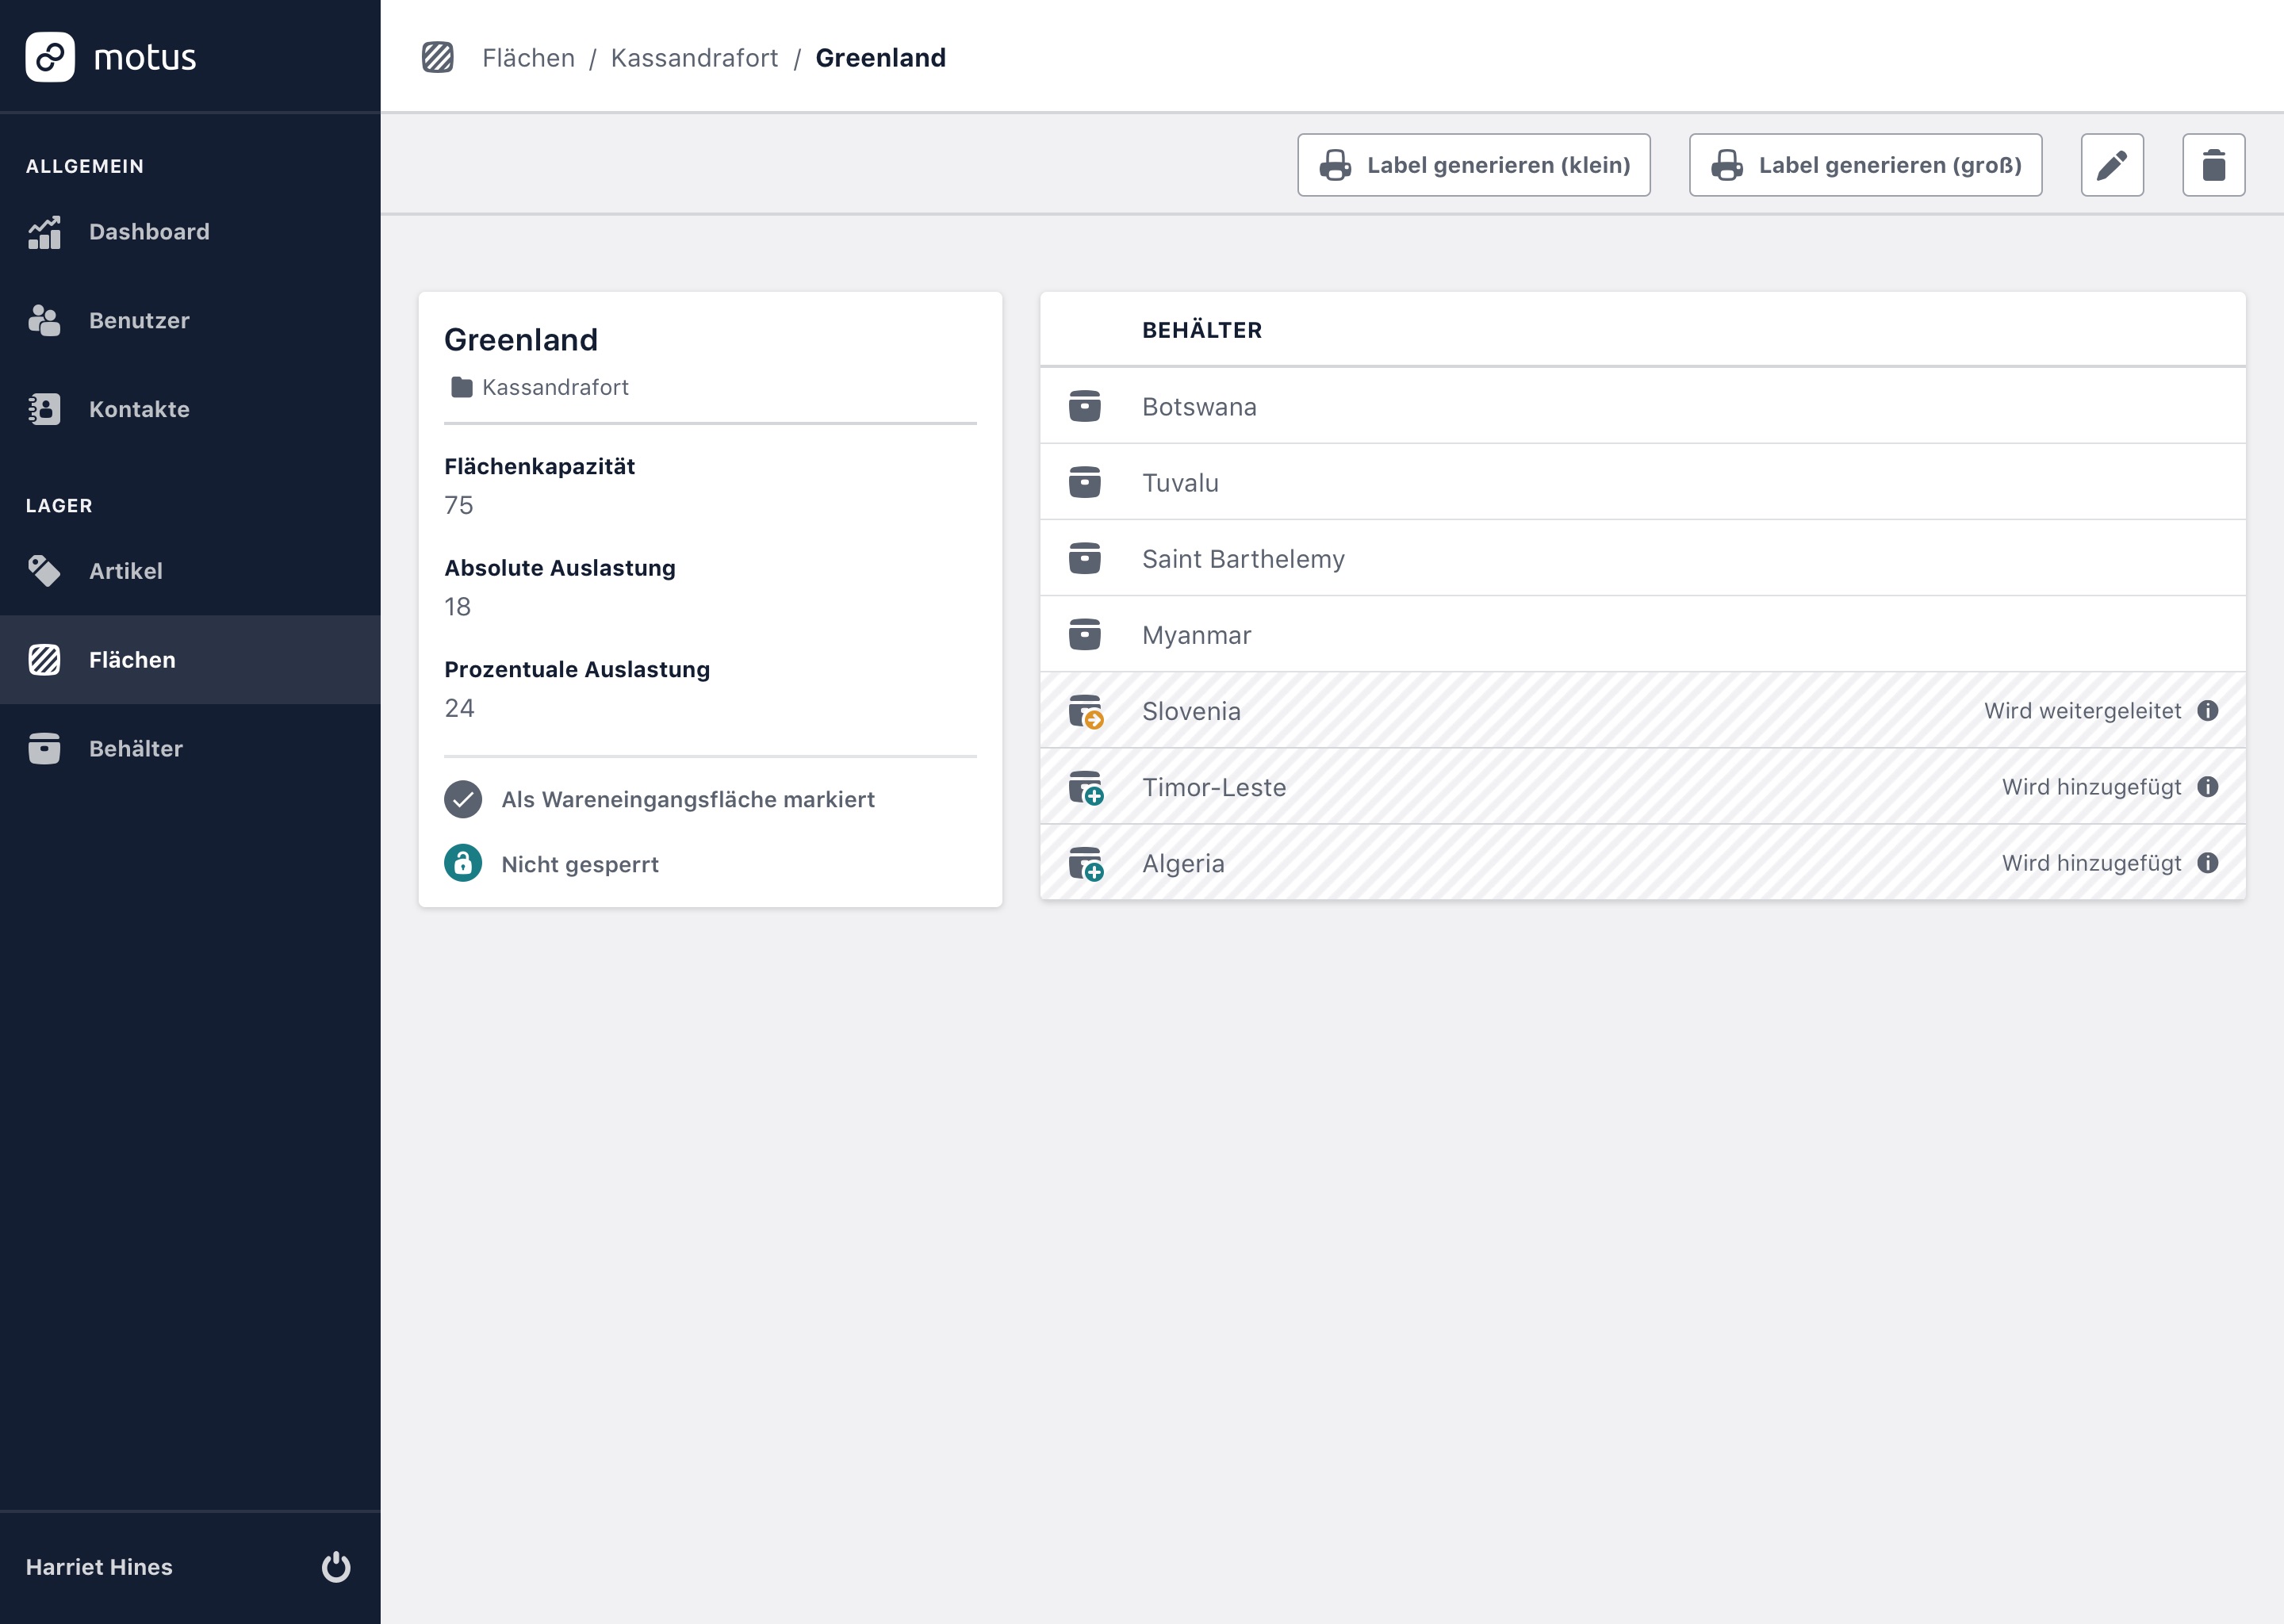 motus
Flächen / Kassandrafort / Greenland
ALLGEMEIN
Dashboard
Benutzer
Kontakte
LAGER
Artikel
Flächen
Behälter
Harriet Hines
Label generieren (klein)
Label generieren (groß)
Greenland
Kassandrafort
Flächenkapazität
75
Absolute Auslastung
18
Prozentuale Auslastung
24
Als Wareneingangsfläche markiert
Nicht gesperrt
BEHÄLTER
Botswana
Tuvalu
Saint Barthelemy
Myanmar
Slovenia Wird weitergeleitet
Timor-Leste Wird hinzugefügt
Algeria Wird hinzugefügt